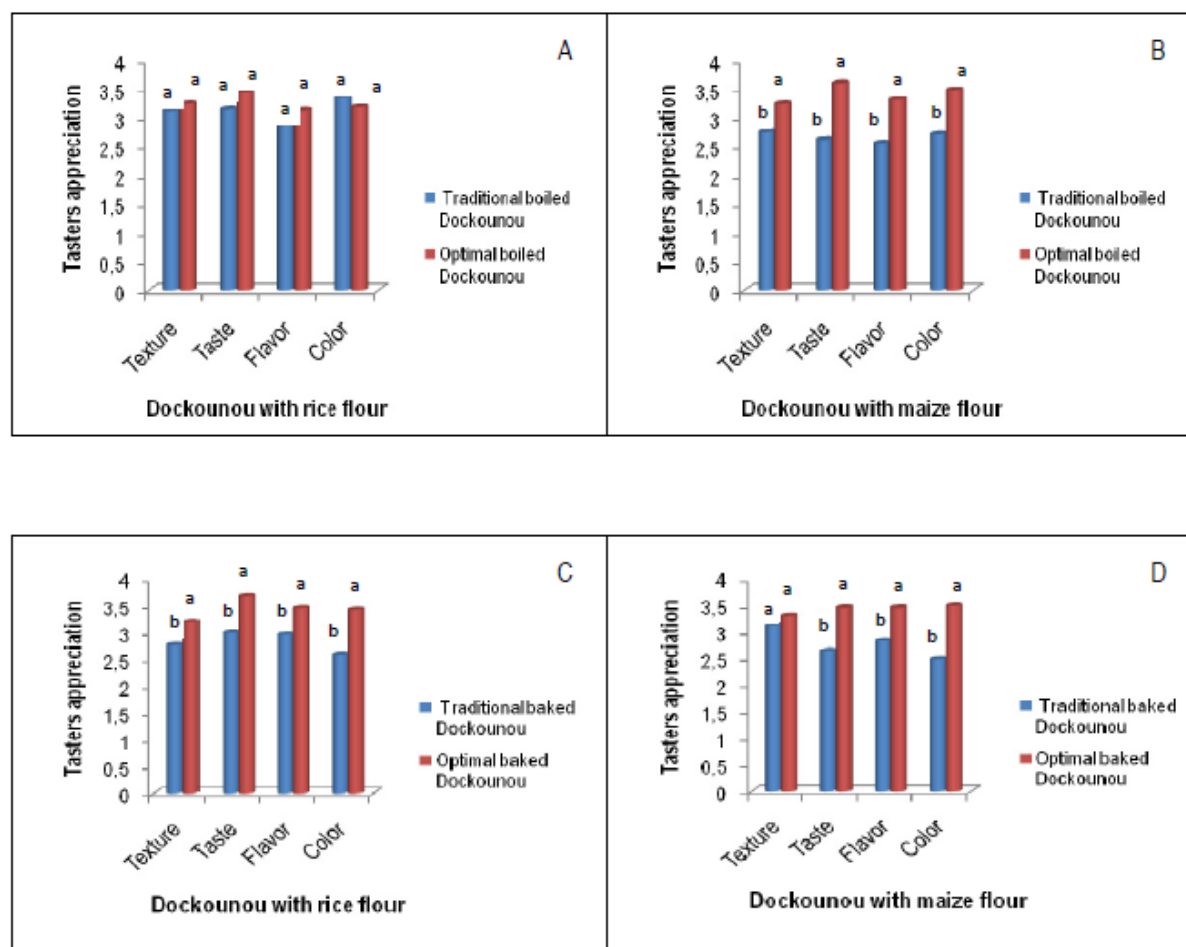 A
B
Tasters appreciation
4
3,5
3
2,5
2
1,5
1
0,5
0
a a a a a a a a
Texture
Taste
Flavor
Color
Traditional boiled
Dockounou
Optimal boiled
Dockounou
Dockounou with rice flour
Tasters appreciation
4
3,5
3
2,5
2
1,5
1
0,5
0
b a b a b a b a
Texture
Taste
Flavor
Color
Traditional boiled
Dockounou
Optimal boiled
Dockounou
Dockounou with maize flour
C
D
Tasters appreciation
4
3,5
3
2,5
2
1,5
1
0,5
0
b a b a b a b a
Texture
Taste
Flavor
Color
Traditional baked
Dockounou
Optimal baked
Dockounou
Dockounou with rice flour
Tasters appreciation
4
3,5
3
2,5
2
1,5
1
0,5
0
a a b a b a b a
Texture
Taste
Flavor
Color
Traditional baked
Dockounou
Optimal baked
Dockounou
Dockounou with maize flour